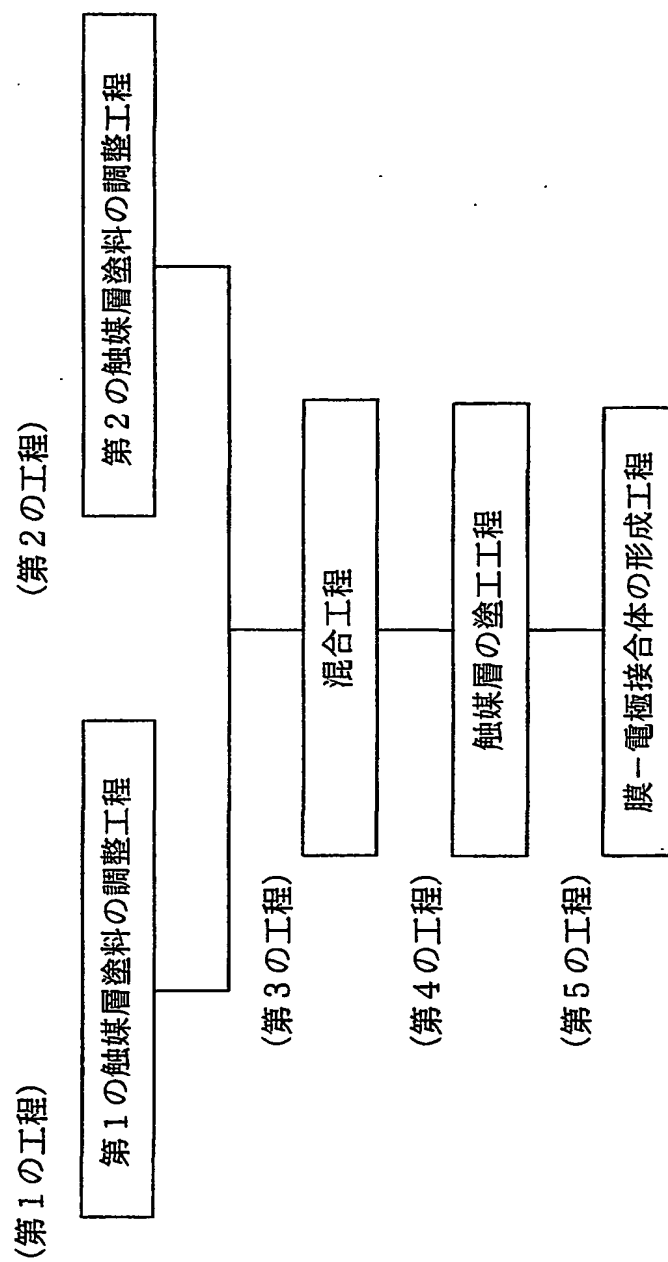 (第1の工程)
第1の触媒層塗料の調整工程
(第2の工程)
第2の触媒層塗料の調整工程
(第3の工程)
混合工程
(第4の工程)
触媒層の塗工工程
(第5の工程)
膜－電極接合体の形成工程